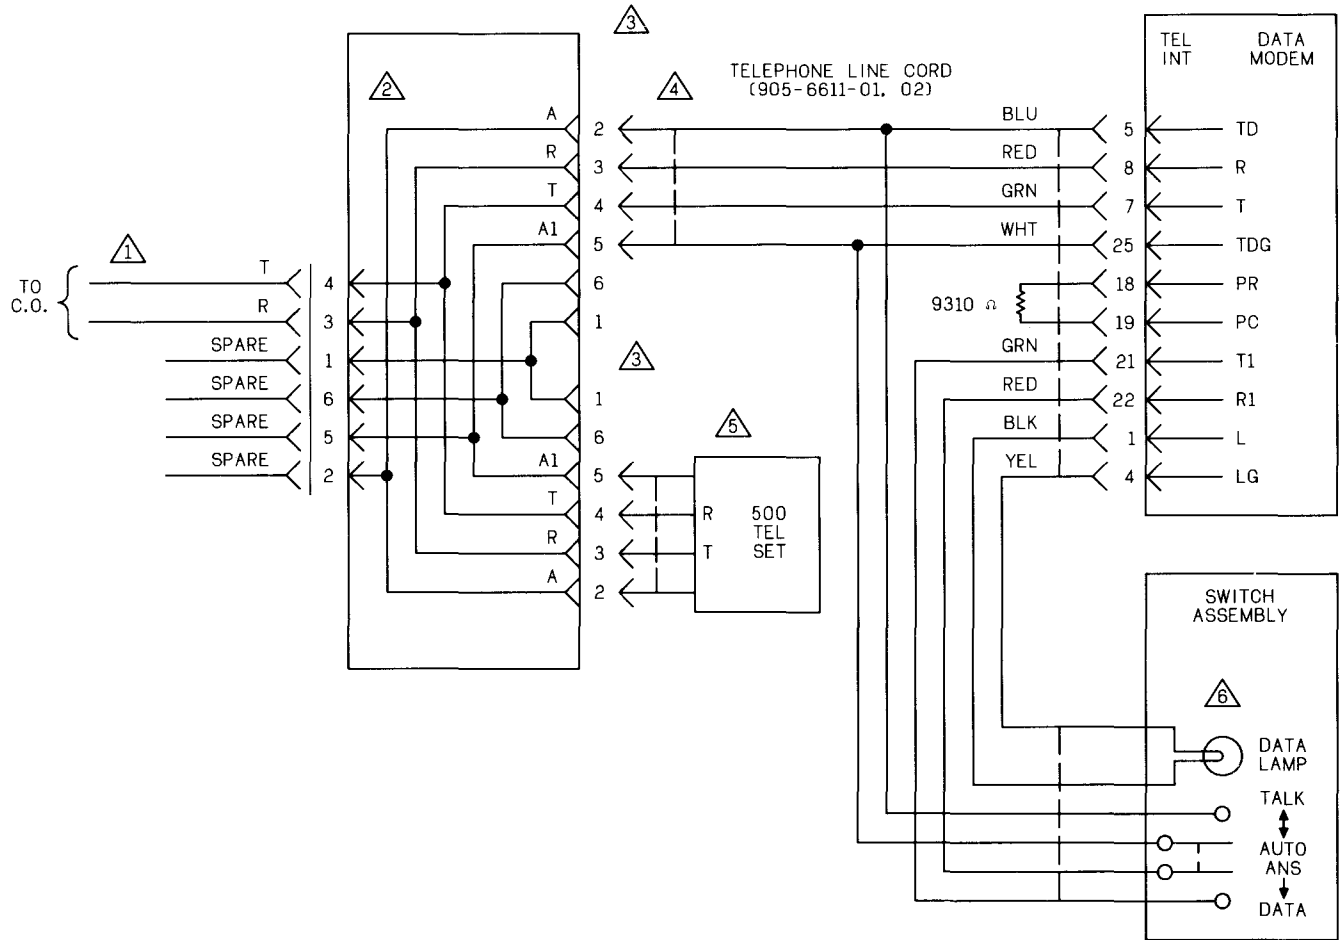 3
TEL INT
DATA MODEM
2
4
TELEPHONE LINE CORD
(905-6611-01, 02)
A 2 BLU 5 TD
R 3 RED 8 R
T 4 GRN 7 T
A1 5 WHT 25 TDG
1
TO C.O.
T 4 6 18 PR
9310 Ω
R 3 1 19 PC
SPARE 1 3 GRN 21 T1
SPARE 6 1 RED 22 R1
SPARE 5 6 5 BLK 1 L
SPARE 2 A1 5 YEL 4 LG
T 4 R
500 TEL SET
R 3 T
A 2
SWITCH
ASSEMBLY
6
DATA
LAMP
TALK
AUTO
ANS
DATA